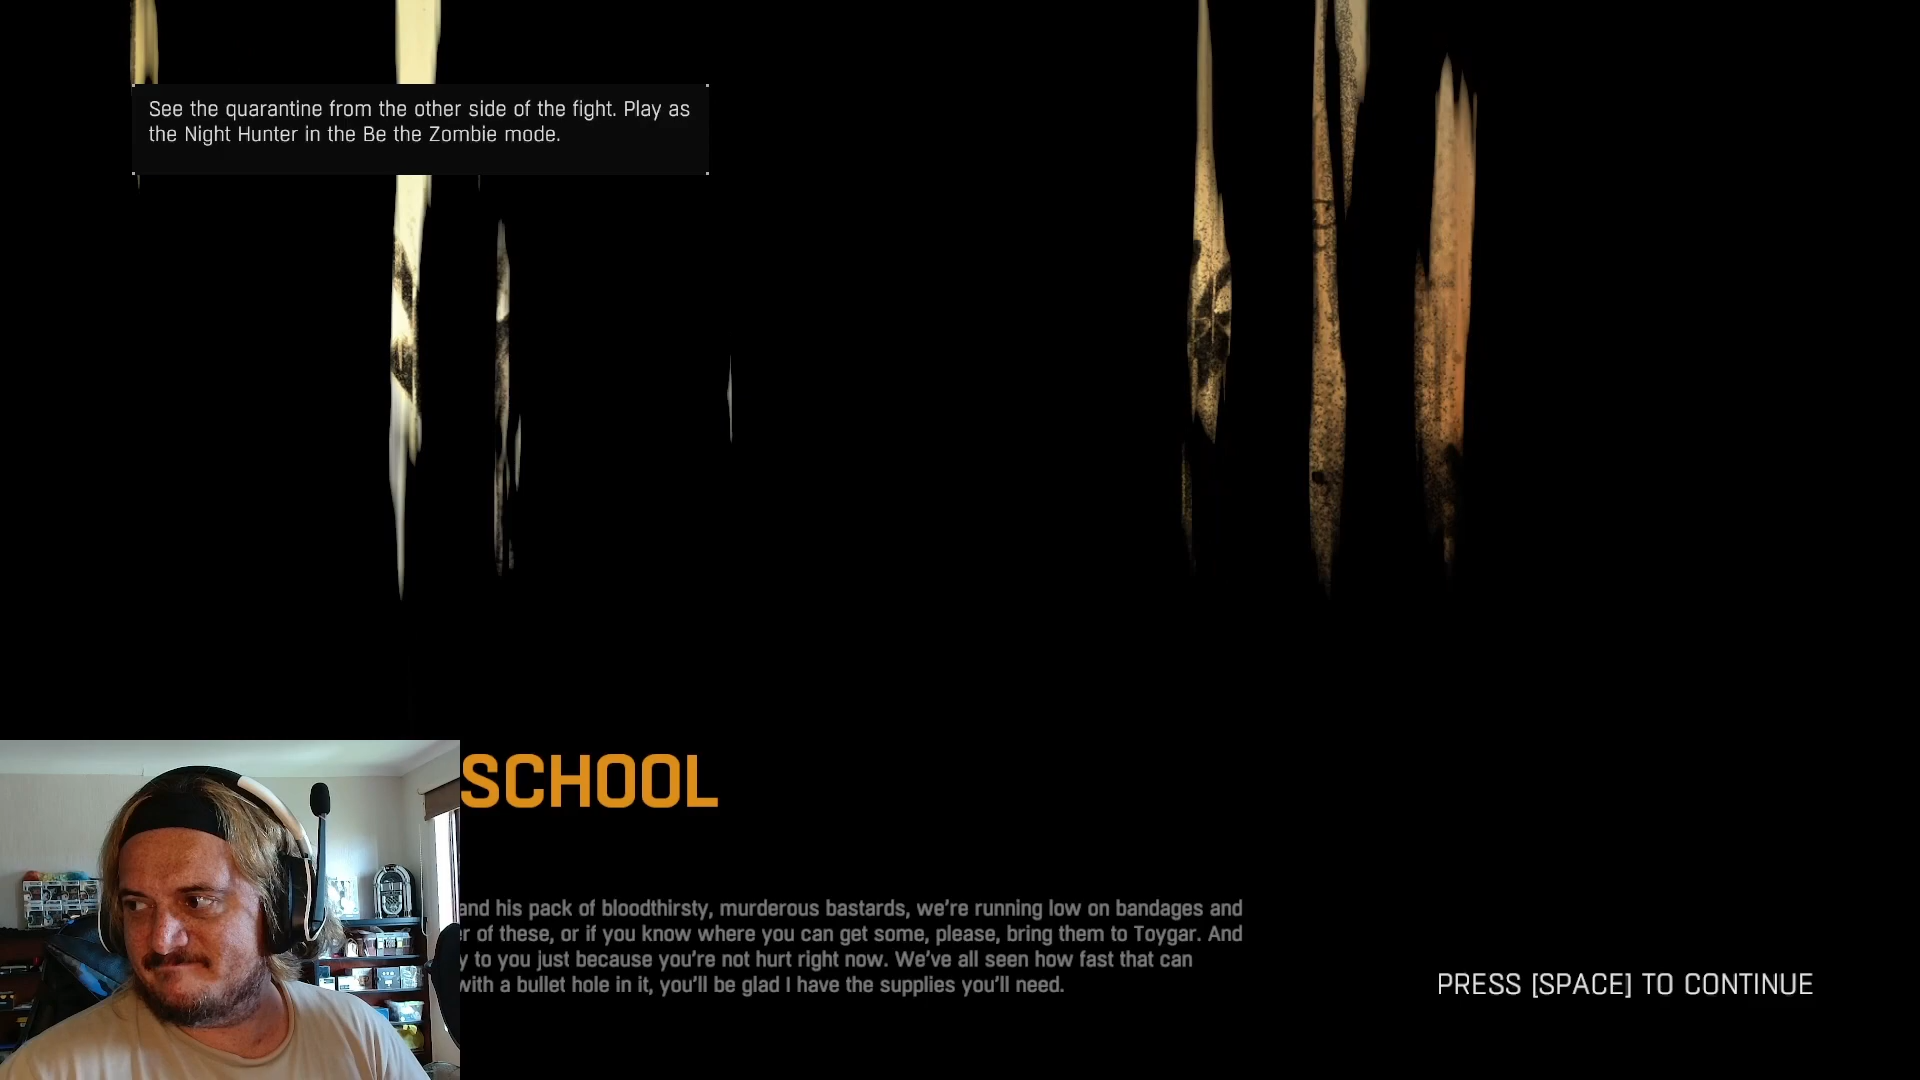 See the quarantine from the other side of the fight. Play as
the Night Hunter in the Be the Zombie mode.
SCHOOL
and his pack of bloodthirsty, murderous bastards, we're running low on bandages and
of these, or if you know where you can get some, please, bring them to Toygar. And
to you just because you're not hurt right now. We've all seen how fast that can
with a bullet hole in it, you'll be glad I have the supplies you'll need.
PRESS [SPACE] TO CONTINUE